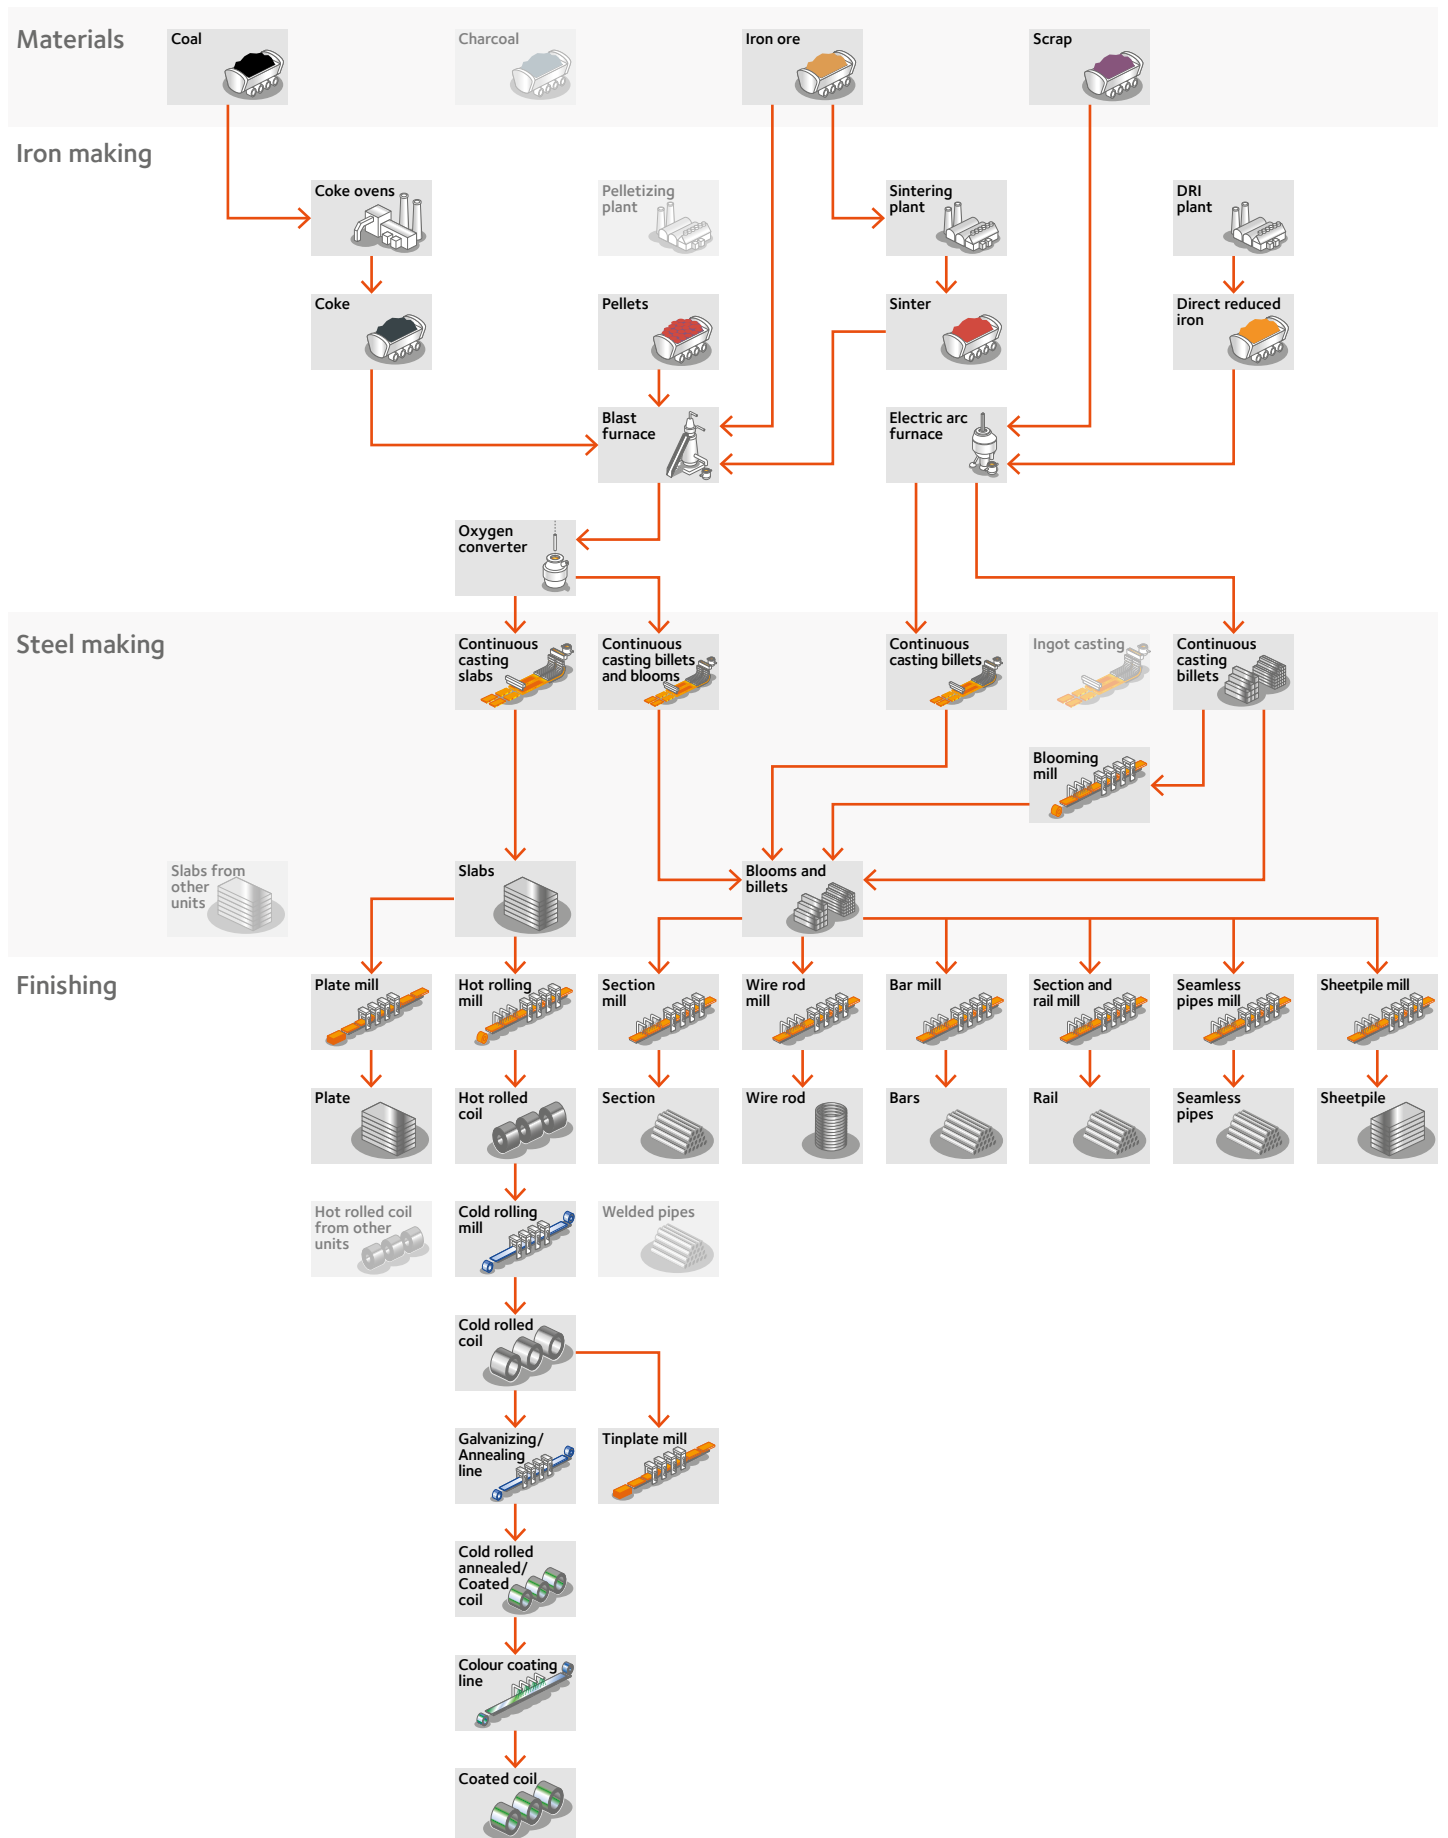 Materials
Coal
Charcoal
Iron ore
Scrap
Iron making
Coke ovens
Pelletizing
plant
Sintering
plant
DRI
plant
Coke
Pellets
Sinter
Direct reduced
iron
Blast
furnace
Electric arc
furnace
Oxygen
converter
Steel making
Continuous
casting
slabs
Continuous
casting billets
and blooms
Continuous
casting billets
Ingot casting
Continuous
casting
billets
Blooming
mill
Slabs from
other
units
Slabs
Blooms and
billets
Finishing
Plate mill
Hot rolling
mill
Section
mill
Wire rod
mill
Bar mill
Section and
rail mill
Seamless
pipes mill
Sheetpile mill
Plate
Hot rolled
coil
Section
Wire rod
Bars
Rail
Seamless
pipes
Sheetpile
Hot rolled coil
from other
units
Cold rolling
mill
Welded pipes
Cold rolled
coil
Galvanizing/
Annealing
line
Tinplate mill
Cold rolled
annealed/
Coated
coil
Colour coating
line
Coated coil